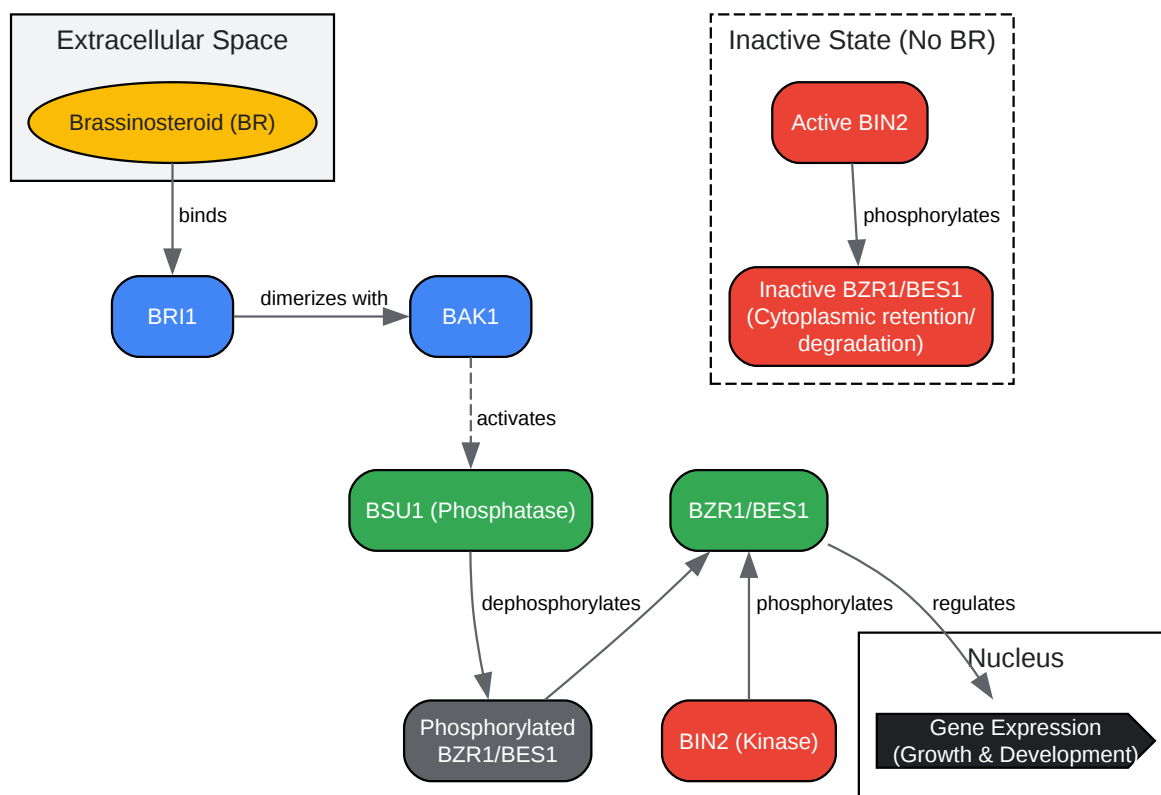 Extracellular Space
Brassinosteroid (BR)
binds
BRI1
dimerizes with
BAK1
activates
Inactive State (No BR)
Active BIN2
phosphorylates
Inactive BZR1/BES1
(Cytoplasmic retention/
degradation)
BSU1 (Phosphatase)
BZR1/BES1
dephosphorylates
phosphorylates
regulates
Phosphorylated
BZR1/BES1
BIN2 (Kinase)
Nucleus
Gene Expression
(Growth & Development)